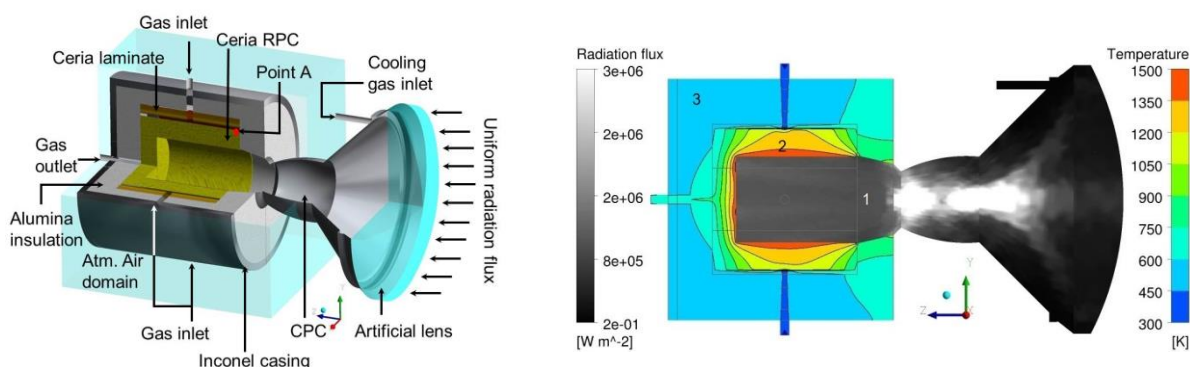 Gas inlet
Ceria RPC
Ceria laminate
Point A
Cooling
gas inlet
Gas
outlet
Uniform radiation flux
Alumina
insulation
Atm. Air
domain
Gas inlet
CPC
Artificial lens
Inconel casing
Y
Z
Radiation flux
3e+06
2e+06
2e+06
8e+05
2e-01
[W m^-2]
3
2
1
Y
Z
X
Temperature
1500
1350
1200
1050
900
750
600
450
300
[K]